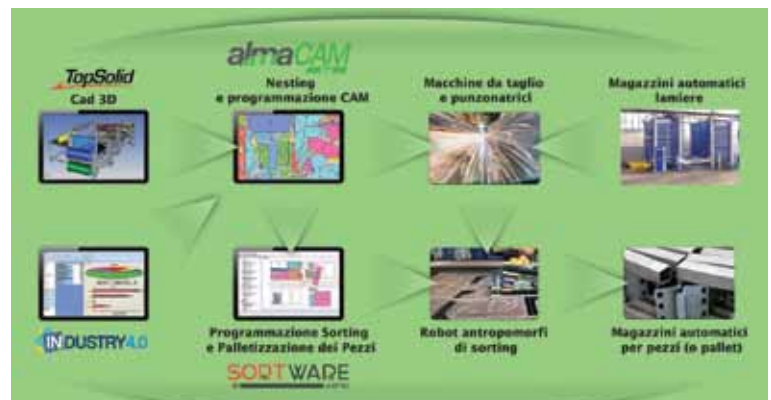 almaCAM
TopSolid
Cad 3D
Nesting
e programmazione CAM
Macchine da taglio
e punzonatrici
Magazzini automatici
lamiere
INDUSTRY4.0
Programmazione Sorting
e Palletizzazione dei Pezzi
SORTWARE
Robot antropomorfi
di sorting
Magazzini automatici
per pezzi (o pallet)